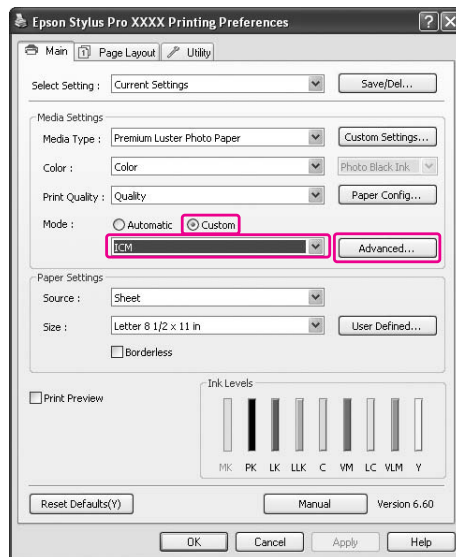 Epson Stylus Pro XXXX Printing Preferences
Main Page Layout Utility
Select Setting : Current Settings Save/Del...
Media Settings
Media Type : Premium Luster Photo Paper Custom Settings...
Color : Color Photo Black Ink
Print Quality : Quality Paper Config...
Mode : Automatic Custom
ICM Advanced...
Paper Settings
Source : Sheet
Size : Letter 8 1/2 x 11 in User Defined...
Borderless
Print Preview
Ink Levels
MK PK LK LLK C VM LC VLM Y
Reset Defaults(Y) Manual Version 6.60
OK Cancel Apply Help